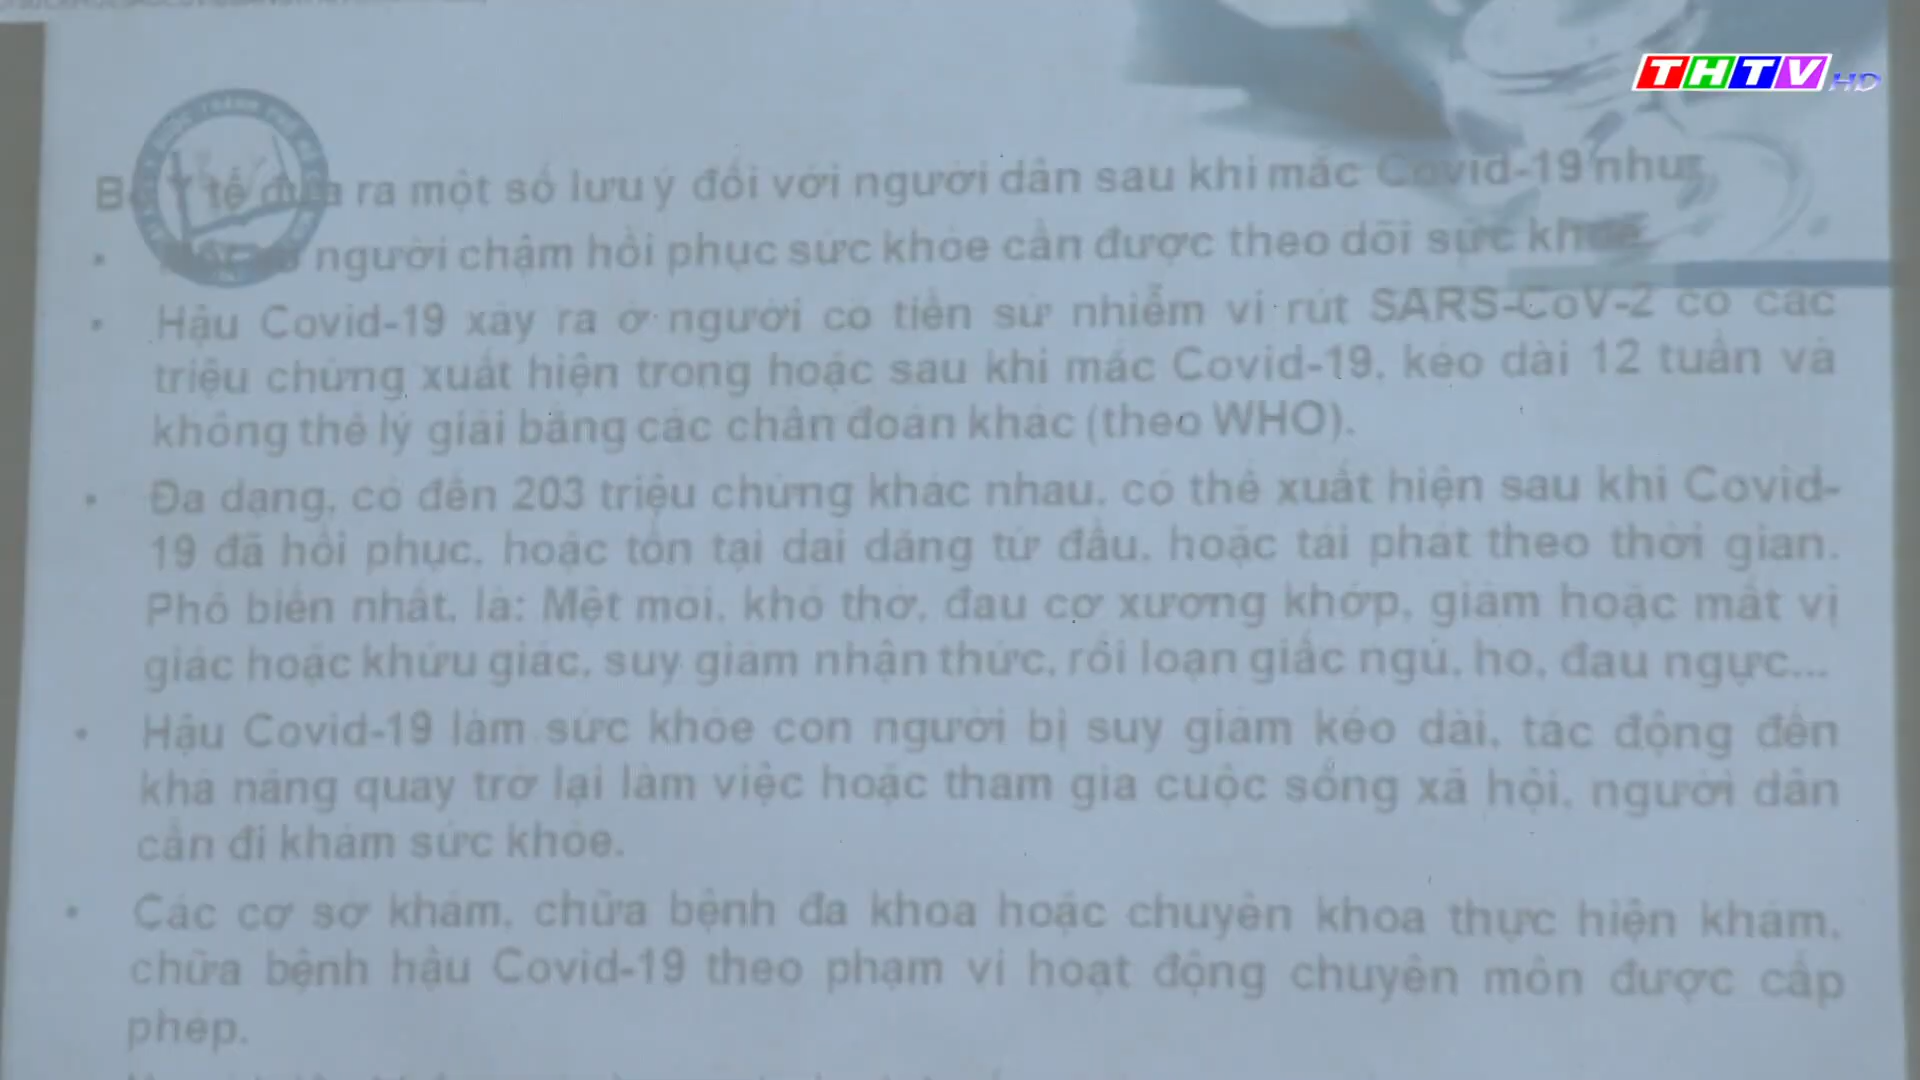 THTV HD
Bộ Y tế đưa ra một số lưu ý đối với người dân sau khi mắc Covid-19 như:
• người chậm hồi phục sức khỏe cần được theo dõi sức khỏe
• Hậu Covid-19 xảy ra ở người có tiền sử nhiễm vi rút SARS-CoV-2 có các
triệu chứng xuất hiện trong hoặc sau khi mắc Covid-19, kéo dài 12 tuần và
không thể lý giải bằng các chẩn đoán khác (theo WHO).
• Đa dạng, có đến 203 triệu chứng khác nhau, có thể xuất hiện sau khi Covid-
19 đã hồi phục, hoặc tồn tại dai dẳng từ đầu, hoặc tái phát theo thời gian.
Phổ biến nhất, là: Mệt mỏi, khó thở, đau cơ xương khớp, giảm hoặc mất vị
giác hoặc khứu giác, suy giảm nhận thức, rối loạn giấc ngủ, ho, đau ngực...
• Hậu Covid-19 làm sức khỏe con người bị suy giảm kéo dài, tác động đến
khả năng quay trở lại làm việc hoặc tham gia cuộc sống xã hội, người dân
cần đi khám sức khỏe.
• Các cơ sở khám, chữa bệnh đa khoa hoặc chuyên khoa thực hiện khám,
chữa bệnh hậu Covid-19 theo phạm vi hoạt động chuyên môn được cấp
phép.